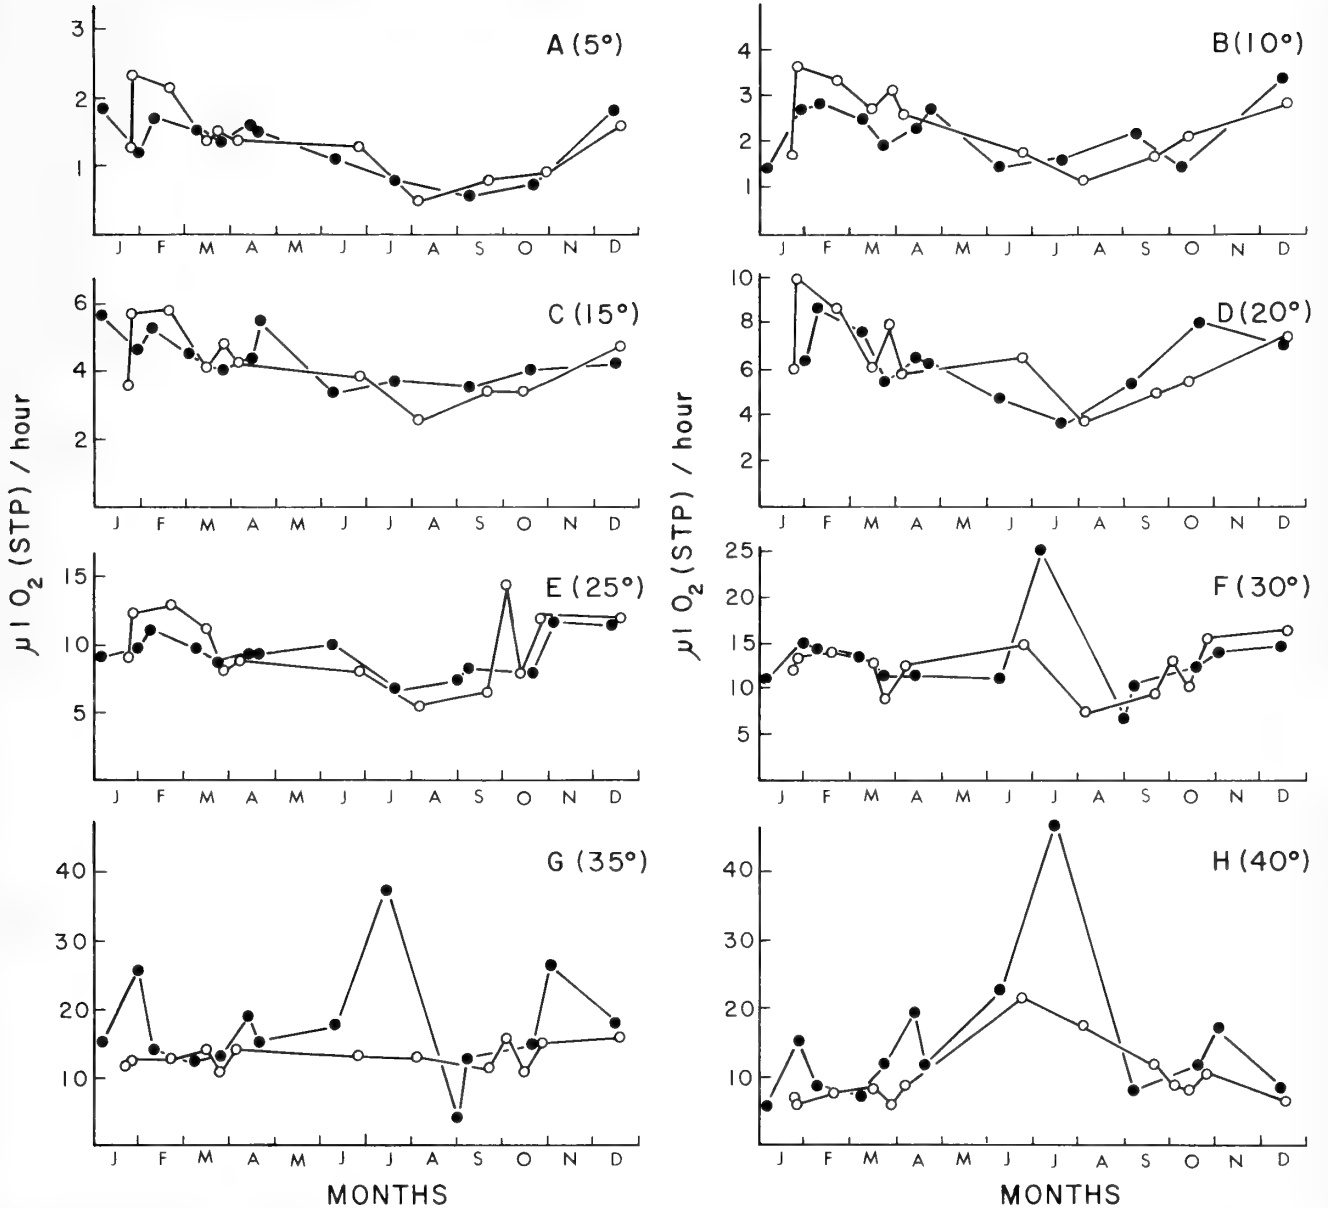 A (5°)
3
2
1
J F M A M J J A S O N D
B (10°)
4
3
2
1
J F M A M J J A S O N D
C (15°)
6
4
2
J F M A M J J A S O N D
D (20°)
10
8
6
4
2
J F M A M J J A S O N D
µl O₂ (STP) / hour
µl O₂ (STP) / hour
E (25°)
15
10
5
J F M A M J J A S O N D
F (30°)
25
20
15
10
5
J F M A M J J A S O N D
G (35°)
40
30
20
10
J F M A M J J A S O N D
MONTHS
H (40°)
40
30
20
10
J F M A M J J A S O N D
MONTHS